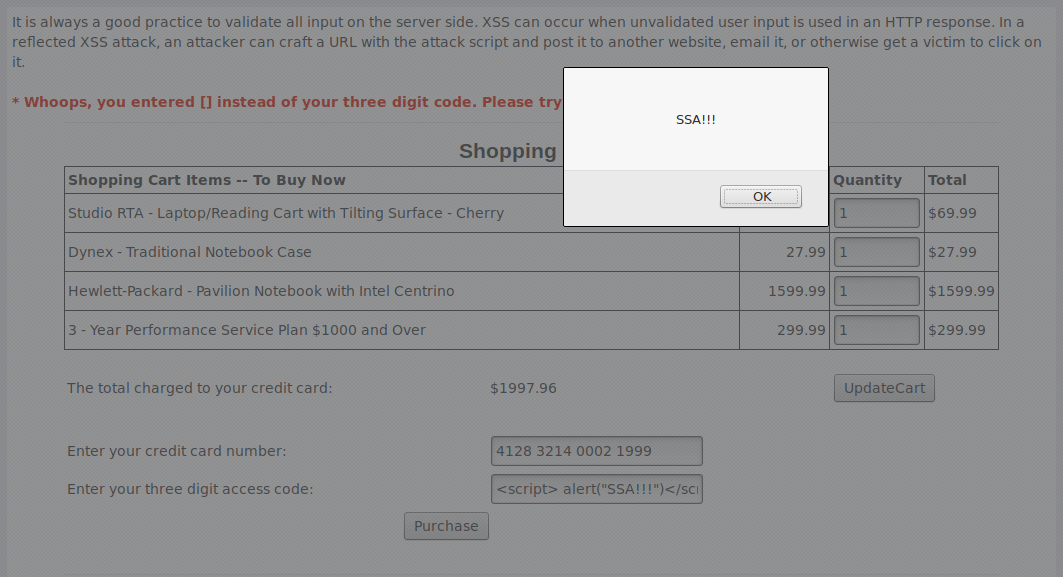 It is always a good practice to validate all input on the server side. XSS can occur when unvalidated user input is used in an HTTP response. In a
reflected XSS attack, an attacker can craft a URL with the attack script and post it to another website, email it, or otherwise get a victim to click on
it.
* Whoops, you entered [] instead of your three digit code. Please try
SSA!!!
OK
Shopping
Shopping Cart Items -- To Buy Now Quantity Total
Studio RTA - Laptop/Reading Cart with Tilting Surface - Cherry 1 $69.99
Dynex - Traditional Notebook Case 27.99 1 $27.99
Hewlett-Packard - Pavilion Notebook with Intel Centrino 1599.99 1 $1599.99
3 - Year Performance Service Plan $1000 and Over 299.99 1 $299.99
The total charged to your credit card: $1997.96 UpdateCart
Enter your credit card number: 4128 3214 0002 1999
Enter your three digit access code: <script> alert("SSA!!!")</scr
Purchase